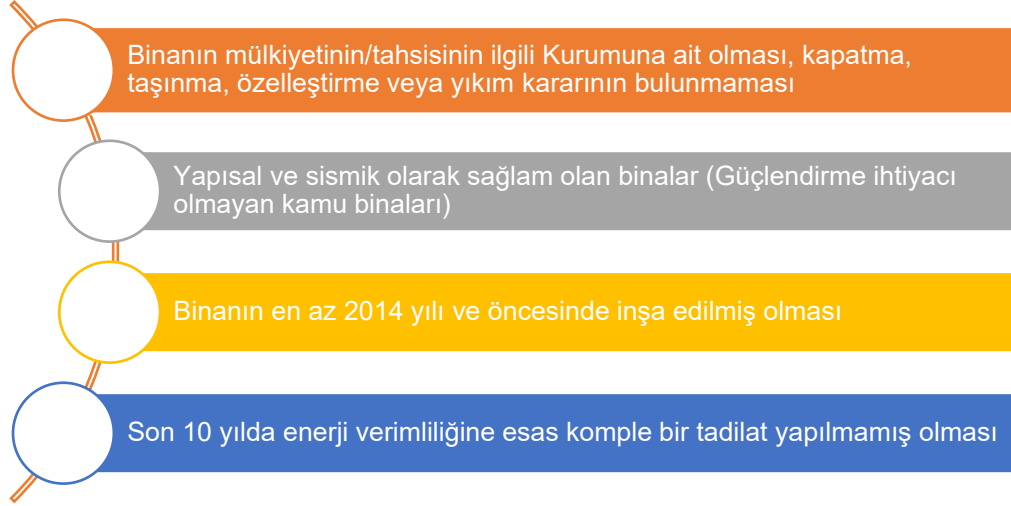 Binanın mülkiyetinin/tahsisinin ilgili Kurumuna ait olması, kapatma,
taşınma, özelleştirme veya yıkım kararının bulunmaması
Yapısal ve sismik olarak sağlam olan binalar (Güçlendirme ihtiyacı
olmayan kamu binaları)
Binanın en az 2014 yılı ve öncesinde inşa edilmiş olması
Son 10 yılda enerji verimliliğine esas komple bir tadilat yapılmamış olması